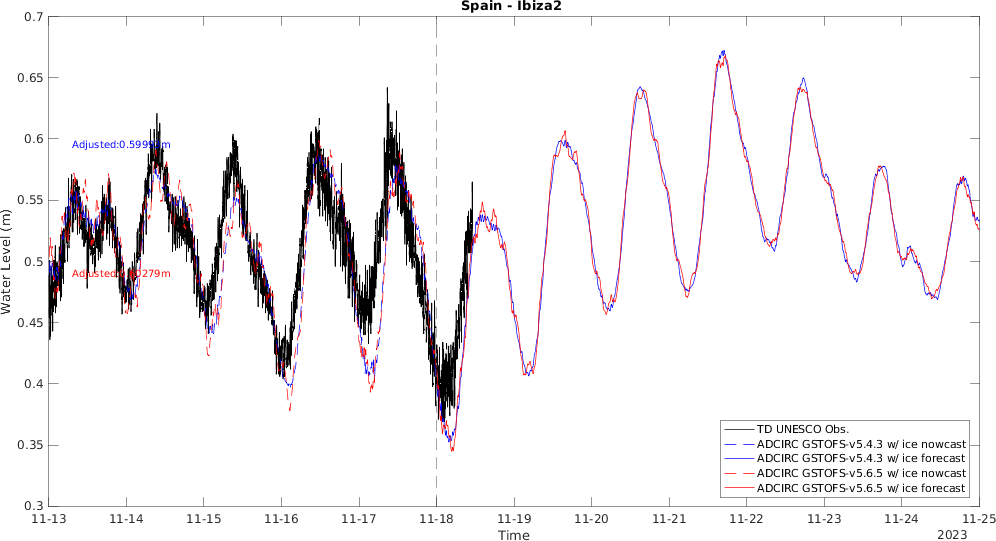 Spain - Ibiza2
0.7
0.65
0.6
0.55
0.5
0.45
0.4
0.35
0.3
Water Level (m)
Adjusted:
Adjusted:
TD UNESCO Obs.
ADCIRC GSTOFS-v5.4.3 w/ ice nowcast
ADCIRC GSTOFS-v5.4.3 w/ ice forecast
ADCIRC GSTOFS-v5.6.5 w/ ice nowcast
ADCIRC GSTOFS-v5.6.5 w/ ice forecast
11-13 11-14 11-15 11-16 11-17 11-18 11-19 11-20 11-21 11-22 11-23 11-24 11-25
Time
2023